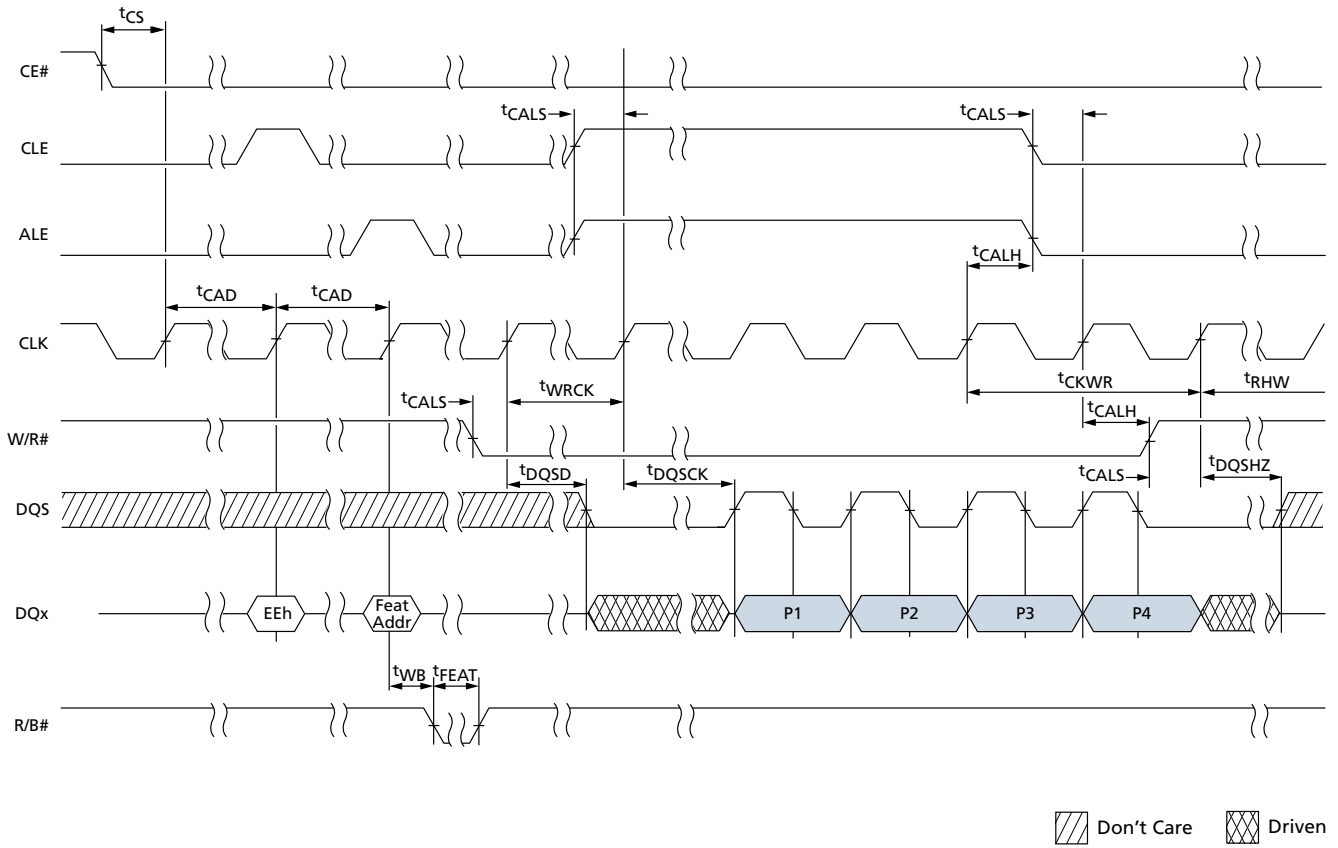 tCS
CE#
tCALS
tCALS
CLE
ALE
tCALH
tCAD
tCAD
CLK
tWRCK
tCKWR
tRHW
tCALS
tCALH
W/R#
tDQSD
tDQSCK
tCALS
tDQSHZ
DQS
DQx
EEh
Feat
Addr
P1
P2
P3
P4
tWB
tFEAT
R/B#
Don't Care
Driven